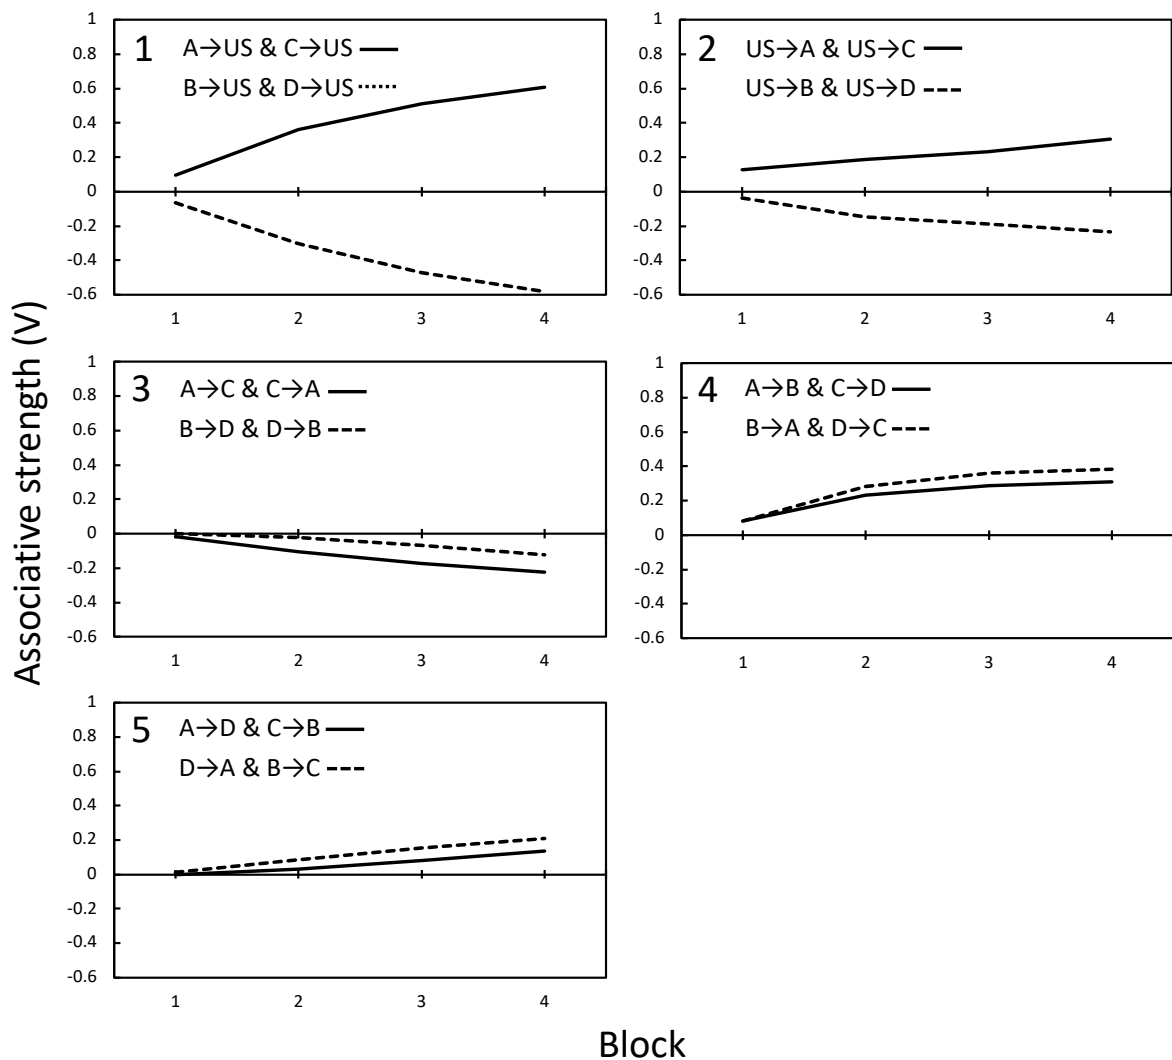 1
A→US & C→US
B→US & D→US
1
0.8
0.6
0.4
0.2
0
-0.2
-0.4
-0.6
1 2 3 4
2
US→A & US→C
US→B & US→D
1
0.8
0.6
0.4
0.2
0
-0.2
-0.4
-0.6
1 2 3 4
3
A→C & C→A
B→D & D→B
1
0.8
0.6
0.4
0.2
0
-0.2
-0.4
-0.6
1 2 3 4
4
A→B & C→D
B→A & D→C
1
0.8
0.6
0.4
0.2
0
-0.2
-0.4
-0.6
1 2 3 4
5
A→D & C→B
D→A & B→C
1
0.8
0.6
0.4
0.2
0
-0.2
-0.4
-0.6
1 2 3 4
Associative strength (V)
Block